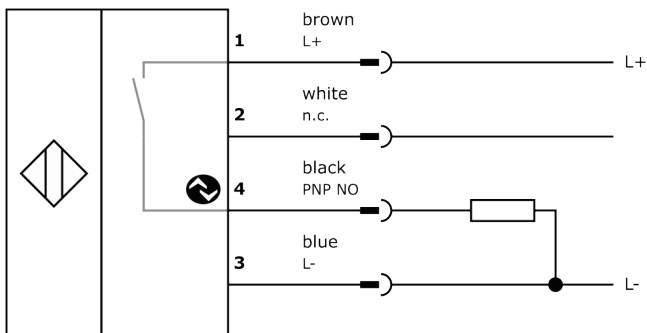 brown
1
L+
L+
white
2
n.c.
black
4
PNP NO
blue
3
L-
L-